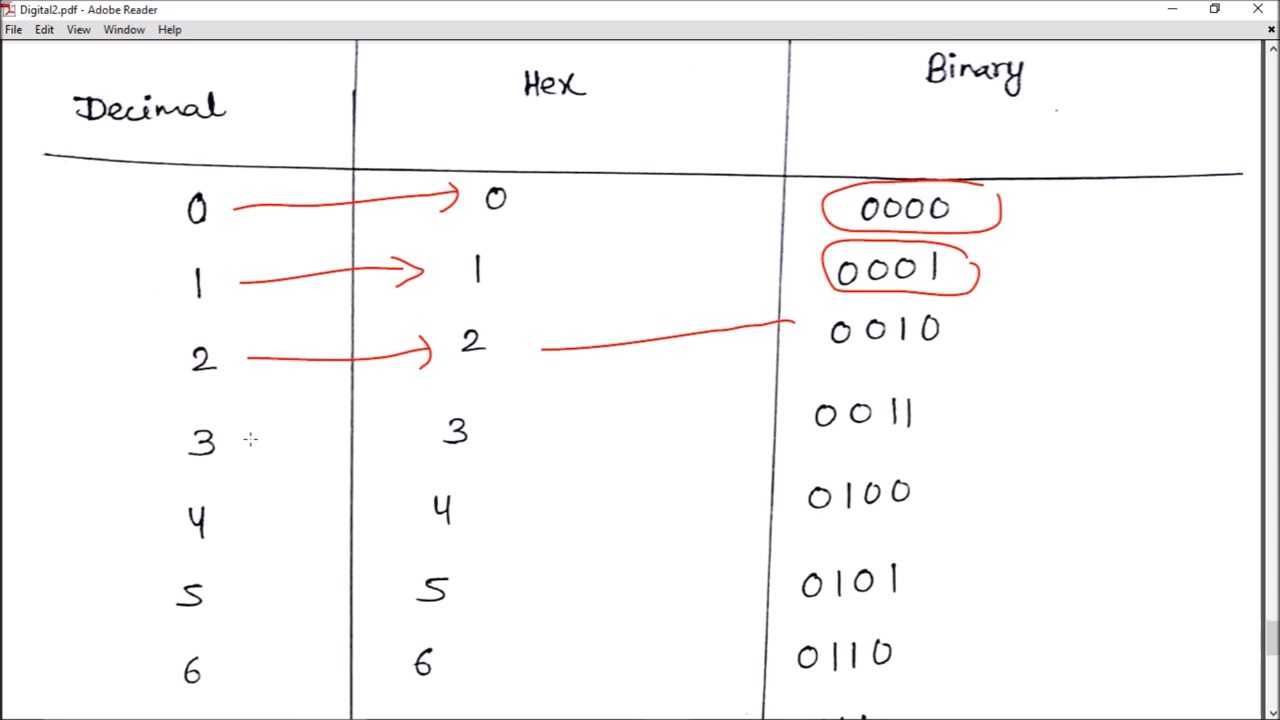 Digital2.pdf - Adobe Reader
File Edit View Window Help
Decimal Hex Binary
0 0 0000
1 1 0001
2 2 0010
3 3 0011
4 4 0100
5 5 0101
6 6 0110